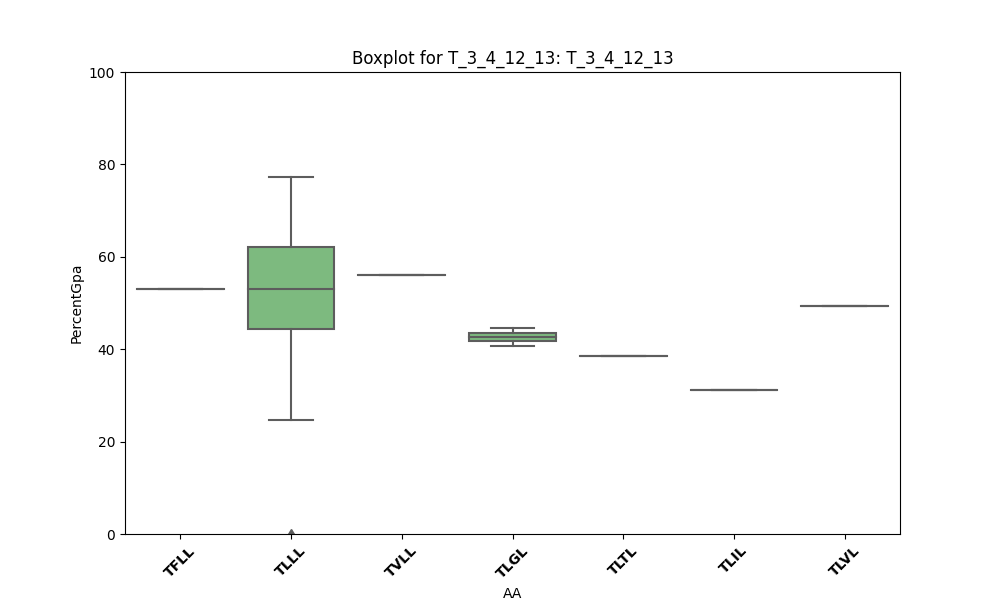 Boxplot for T_3_4_12_13: T_3_4_12_13
100
80
60
40
20
0
PercentGpa
TFLL
TLLL
TVLL
TLGL
TLTL
TLIL
TLVL
AA